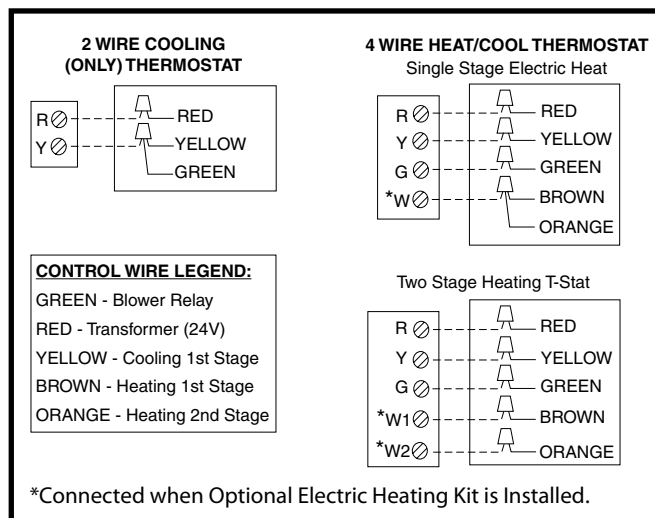 2 WIRE COOLING
(ONLY) THERMOSTAT
R
Y
RED
YELLOW
GREEN
CONTROL WIRE LEGEND:
GREEN - Blower Relay
RED - Transformer (24V)
YELLOW - Cooling 1st Stage
BROWN - Heating 1st Stage
ORANGE - Heating 2nd Stage
4 WIRE HEAT/COOL THERMOSTAT
Single Stage Electric Heat
R
Y
G
*W
RED
YELLOW
GREEN
BROWN
ORANGE
Two Stage Heating T-Stat
R
Y
G
*W1
*W2
RED
YELLOW
GREEN
BROWN
ORANGE
*Connected when Optional Electric Heating Kit is Installed.